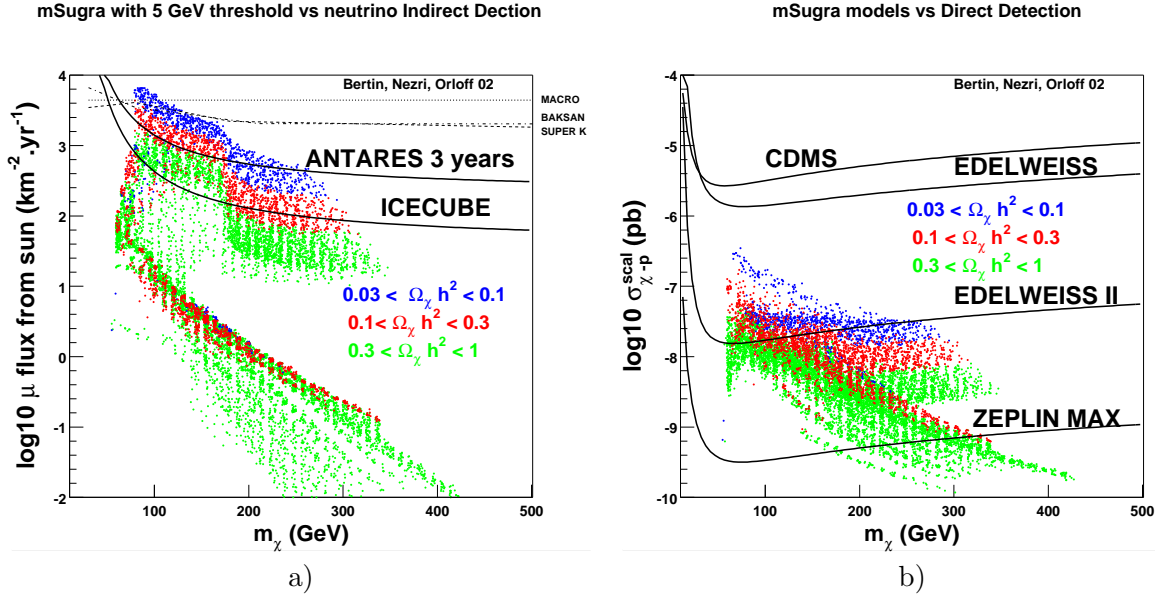 mSugra with 5 GeV threshold vs neutrino Indirect Dection
log10 μ flux from sun (km⁻².yr⁻¹)
4
3
2
1
0
-1
-2
Bertin, Nezri, Orloff 02
MACRO
BAKSAN
SUPER K
ANTARES 3 years
ICECUBE
0.03 < Ωχ h² < 0.1
0.1< Ωχ h² < 0.3
0.3 < Ωχ h² < 1
100 200 300 400 500
mχ (GeV)
a)
mSugra models vs Direct Detection
log10 σχ-p^scal (pb)
-4
-5
-6
-7
-8
-9
-10
Bertin, Nezri, Orloff 02
CDMS
EDELWEISS
0.03 < Ωχ h² < 0.1
0.1 < Ωχ h² < 0.3
0.3 < Ωχ h² < 1
EDELWEISS II
ZEPLIN MAX
100 200 300 400 500
mχ (GeV)
b)